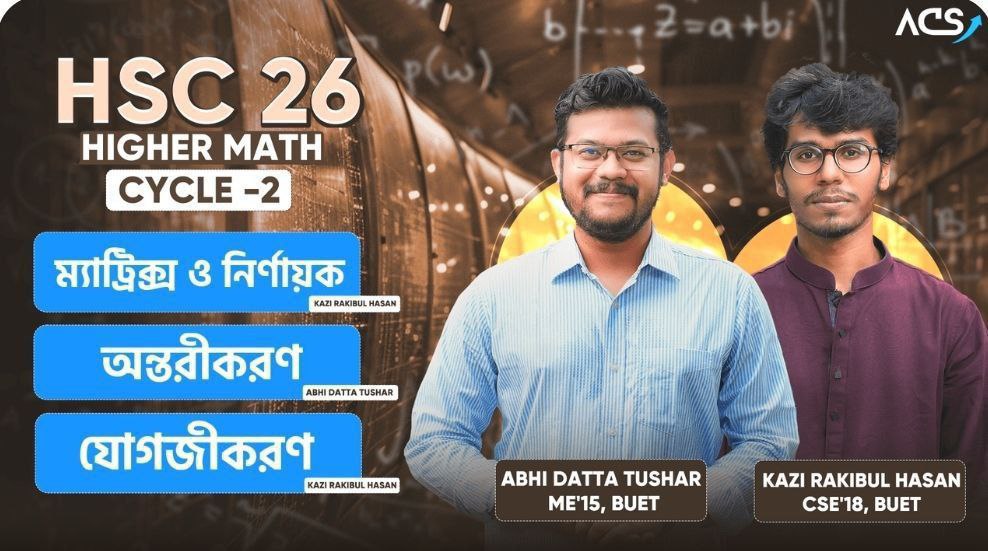 ACS
b
Z=a+bi
p(w)
HSC 26
HIGHER MATH
CYCLE -2
ম্যাট্রিক্স ও নির্ণায়ক
KAZI RAKIBUL HASAN
অন্তরীকরণ
ABHI DATTA TUSHAR
যোগজীকরণ
KAZI RAKIBUL HASAN
ABHI DATTA TUSHAR
ME'15, BUET
KAZI RAKIBUL HASAN
CSE'18, BUET